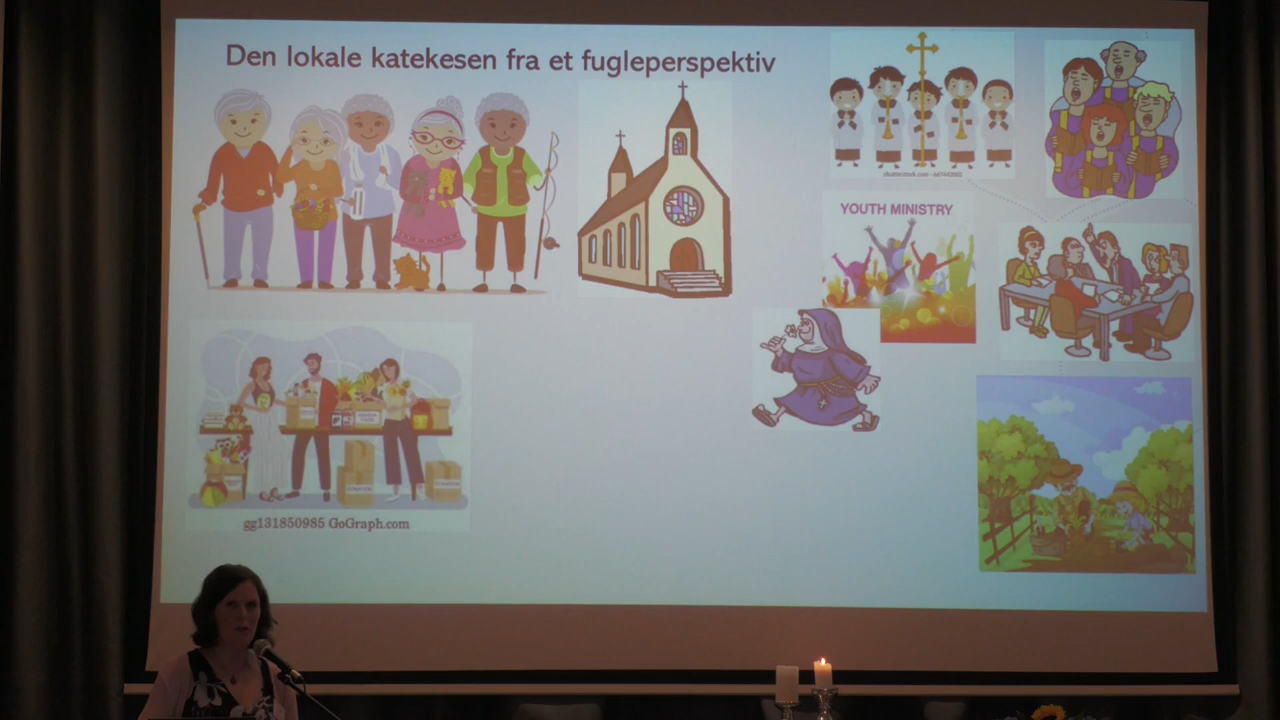 Den lokale katekesen fra et fugleperspektiv
YOUTH MINISTRY
gg131850985 GoGraph.com